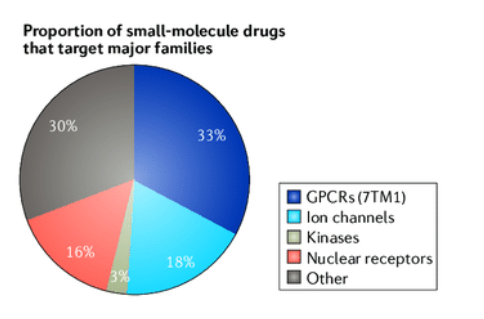 Proportion of small-molecule drugs
that target major families
30%
33%
16%
3%
18%
GPCRs (7TM1)
Ion channels
Kinases
Nuclear receptors
Other